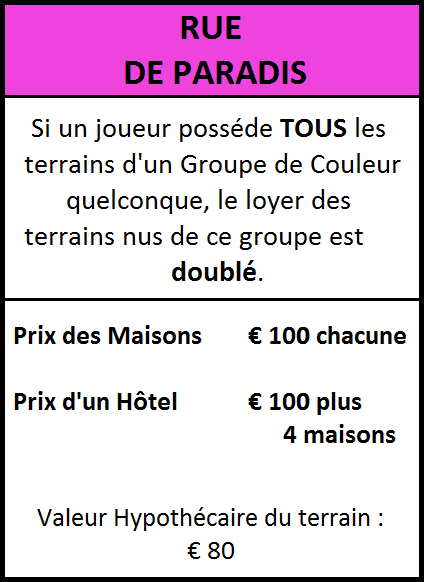 RUE
DE PARADIS
Si un joueur posséde TOUS les
terrains d'un Groupe de Couleur
quelconque, le loyer des
terrains nus de ce groupe est
doublé.
Prix des Maisons € 100 chacune
Prix d'un Hôtel € 100 plus
4 maisons
Valeur Hypothécaire du terrain :
€ 80